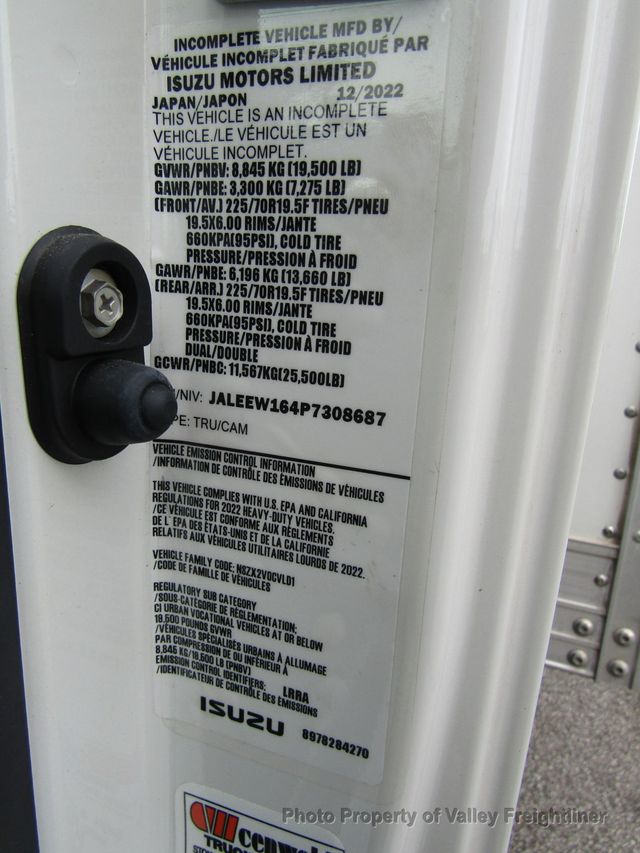 INCOMPLETE VEHICLE MFD BY/
VÉHICULE INCOMPLET FABRIQUÉ PAR
ISUZU MOTORS LIMITED
JAPAN/JAPON 12/2022
THIS VEHICLE IS AN INCOMPLETE
VEHICLE./LE VÉHICULE EST UN
VÉHICULE INCOMPLET.
GVWR/PNBV: 8,845 KG (19,500 LB)
GAWR/PNBE: 3,300 KG (7,275 LB)
(FRONT/AV.) 225/70R19.5F TIRES/PNEU
19.5X6.00 RIMS/JANTE
660KPA(95PSI), COLD TIRE
PRESSURE/PRESSION À FROID
GAWR/PNBE: 6,196 KG (13,660 LB)
(REAR/ARR.) 225/70R19.5F TIRES/PNEU
19.5X6.00 RIMS/JANTE
660KPA(95PSI), COLD TIRE
PRESSURE/PRESSION À FROID
DUAL/DOUBLE
GCWR/PNBC: 11,567KG(25,500LB)
/NIV: JALEEW164P7308687
PE: TRU/CAM
VEHICLE EMISSION CONTROL INFORMATION
/INFORMATION DE CONTRÔLE DES ÉMISSIONS DE VÉHICULES
THIS VEHICLE COMPLIES WITH U.S. EPA AND CALIFORNIA
REGULATIONS FOR 2022 HEAVY-DUTY VEHICLES.
/CE VÉHICULE EST CONFORME AUX RÈGLEMENTS
DE L'EPA DES ÉTATS-UNIS ET DE LA CALIFORNIE
RELATIFS AUX VÉHICULES UTILITAIRES LOURDS DE 2022.
VEHICLE FAMILY CODE: NSZX2VOCVLD1
/CODE DE FAMILLE DE VÉHICULES
REGULATORY SUB CATEGORY
/SOUS-CATÉGORIE DE RÉGLEMENTATION:
CI URBAN VOCATIONAL VEHICLES AT OR BELOW
19,500 POUNDS GVWR
/VÉHICULES SPÉCIALISÉS URBAINS À ALLUMAGE
PAR COMPRESSION DE OU INFÉRIEUR À
8,845 KG/19,500 LB (PNBV)
EMISSION CONTROL IDENTIFIERS: LRRA
/IDENTIFICATEUR DE CONTRÔLE DES ÉMISSIONS
ISUZU 8978284270
Photo Property of Valley Freightliner